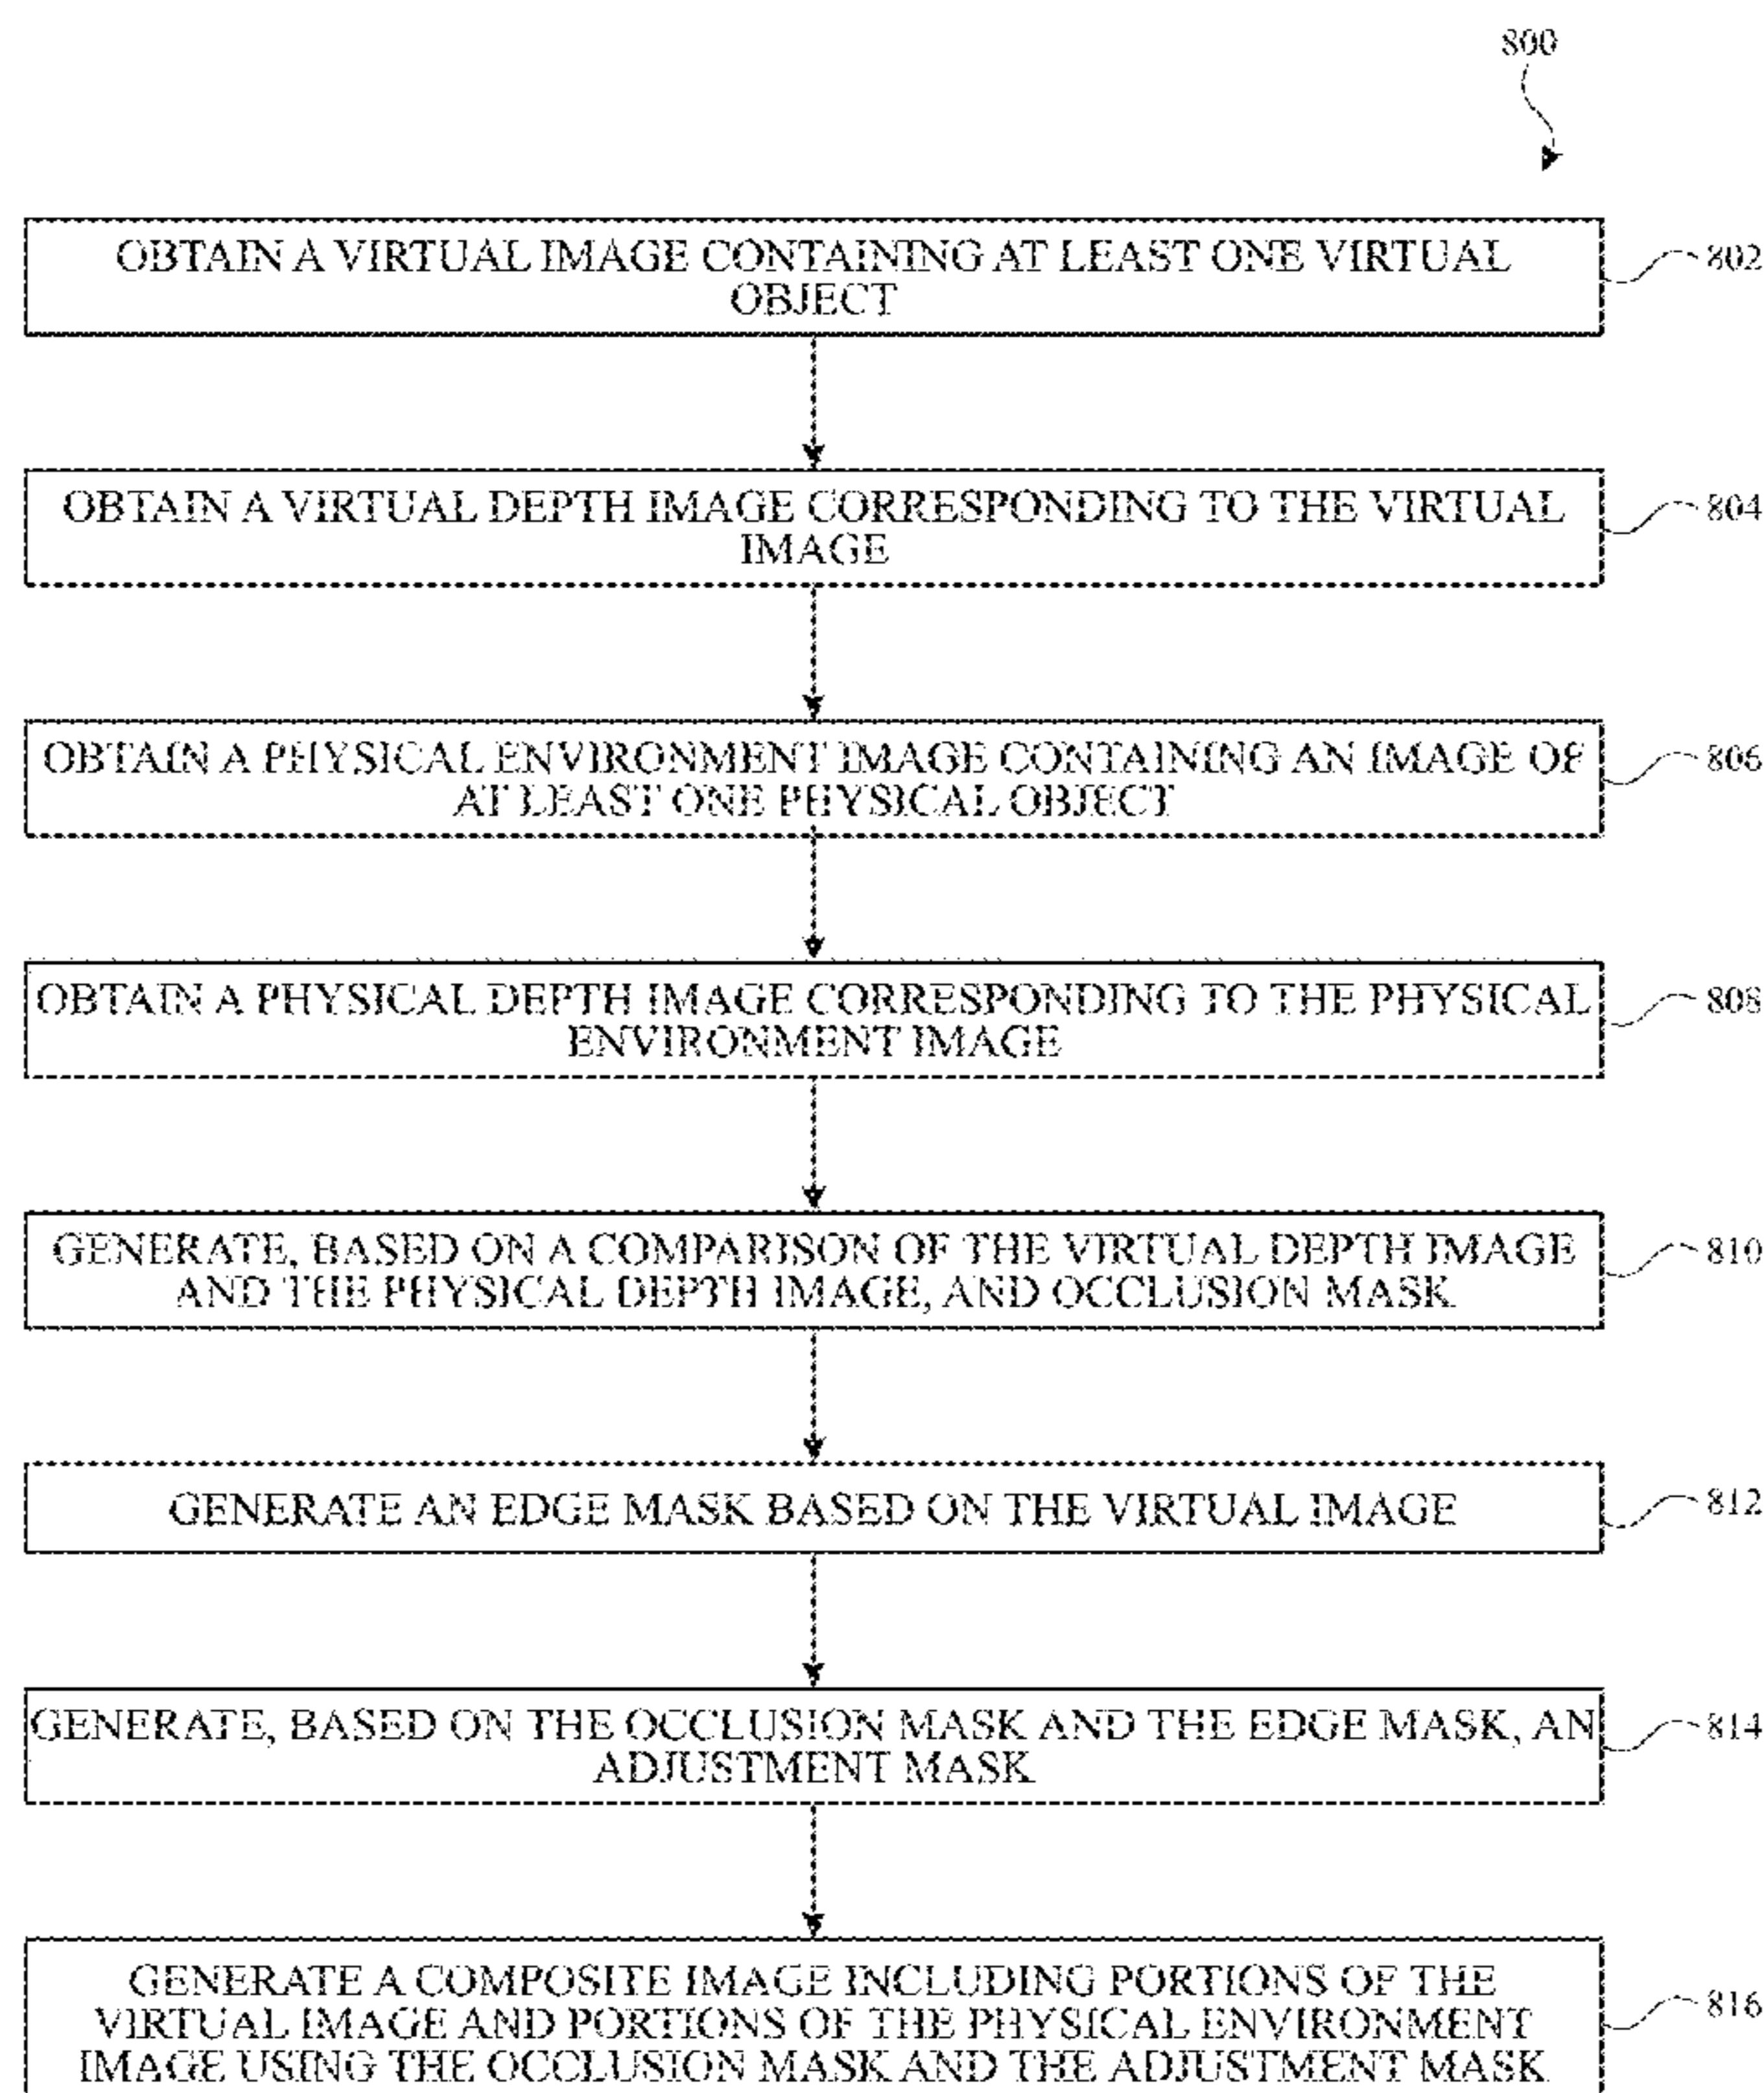 800
OBTAIN A VIRTUAL IMAGE CONTAINING AT LEAST ONE VIRTUAL
OBJECT
802
OBTAIN A VIRTUAL DEPTH IMAGE CORRESPONDING TO THE VIRTUAL
IMAGE
804
OBTAIN A PHYSICAL ENVIRONMENT IMAGE CONTAINING AN IMAGE OF
AT LEAST ONE PHYSICAL OBJECT
806
OBTAIN A PHYSICAL DEPTH IMAGE CORRESPONDING TO THE PHYSICAL
ENVIRONMENT IMAGE
808
GENERATE, BASED ON A COMPARISON OF THE VIRTUAL DEPTH IMAGE
AND THE PHYSICAL DEPTH IMAGE, AND OCCLUSION MASK
810
GENERATE AN EDGE MASK BASED ON THE VIRTUAL IMAGE
812
GENERATE, BASED ON THE OCCLUSION MASK AND THE EDGE MASK, AN
ADJUSTMENT MASK
814
GENERATE A COMPOSITE IMAGE INCLUDING PORTIONS OF THE
VIRTUAL IMAGE AND PORTIONS OF THE PHYSICAL ENVIRONMENT
IMAGE USING THE OCCLUSION MASK AND THE ADJUSTMENT MASK
816